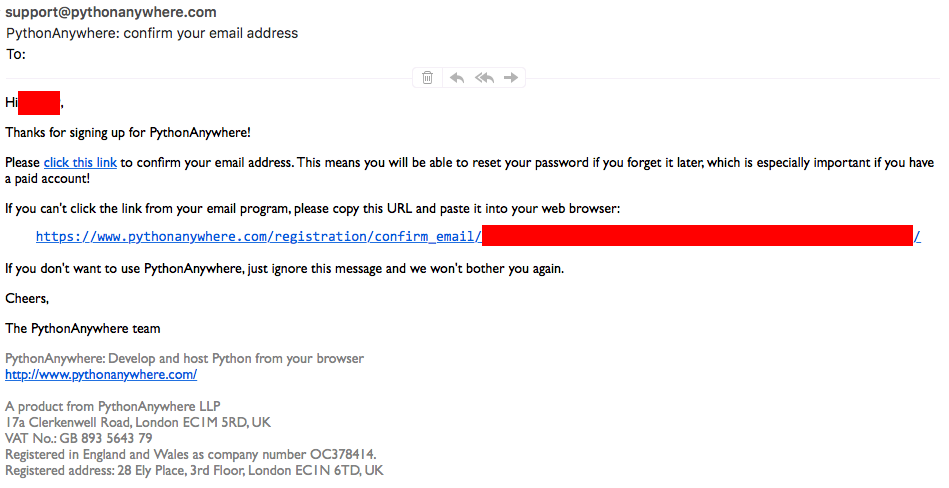 support@pythonanywhere.com
PythonAnywhere: confirm your email address
To:
Hi ,
Thanks for signing up for PythonAnywhere!
Please click this link to confirm your email address. This means you will be able to reset your password if you forget it later, which is especially important if you have
a paid account!
If you can't click the link from your email program, please copy this URL and paste it into your web browser:
https://www.pythonanywhere.com/registration/confirm_email/ /
If you don't want to use PythonAnywhere, just ignore this message and we won't bother you again.
Cheers,
The PythonAnywhere team
PythonAnywhere: Develop and host Python from your browser
http://www.pythonanywhere.com/
A product from PythonAnywhere LLP
17a Clerkenwell Road, London EC1M 5RD, UK
VAT No.: GB 893 5643 79
Registered in England and Wales as company number OC378414.
Registered address: 28 Ely Place, 3rd Floor, London EC1N 6TD, UK